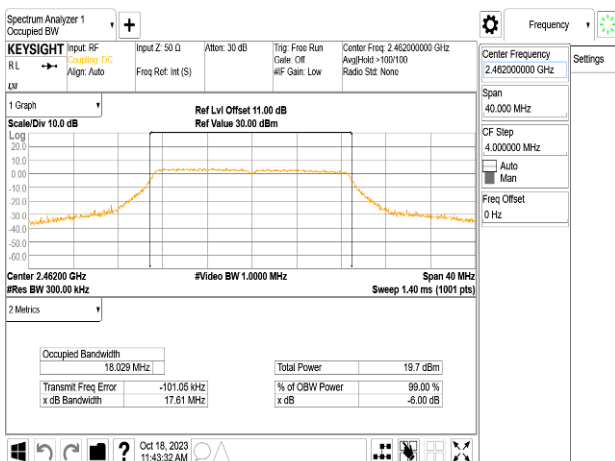 Spectrum Analyzer 1
Occupied BW
Frequency
KEYSIGHT
RL
Input: RF
Coupling: DC
Align: Auto
Input Z: 50 Ω
Freq Ref: Int (S)
Atten: 30 dB
Trig: Free Run
Gate: Off
#IF Gain: Low
Center Freq: 2.462000000 GHz
Avg|Hold:>100/100
Radio Std: None
Center Frequency
2.462000000 GHz
Settings
Span
40.000 MHz
CF Step
4.000000 MHz
Auto
Man
Freq Offset
0 Hz
1 Graph
Scale/Div 10.0 dB
Ref Lvl Offset 11.00 dB
Ref Value 30.00 dBm
Log
20.0
10.0
0.00
-10.0
-20.0
-30.0
-40.0
-50.0
-60.0
Center 2.46200 GHz
#Video BW 1.0000 MHz
Span 40 MHz
#Res BW 300.00 kHz
Sweep 1.40 ms (1001 pts)
2 Metrics
Occupied Bandwidth
18.029 MHz
Total Power 19.7 dBm
Transmit Freq Error -101.05 kHz
% of OBW Power 99.00 %
x dB Bandwidth 17.61 MHz
x dB -6.00 dB
?
Oct 18, 2023
11:43:32 AM